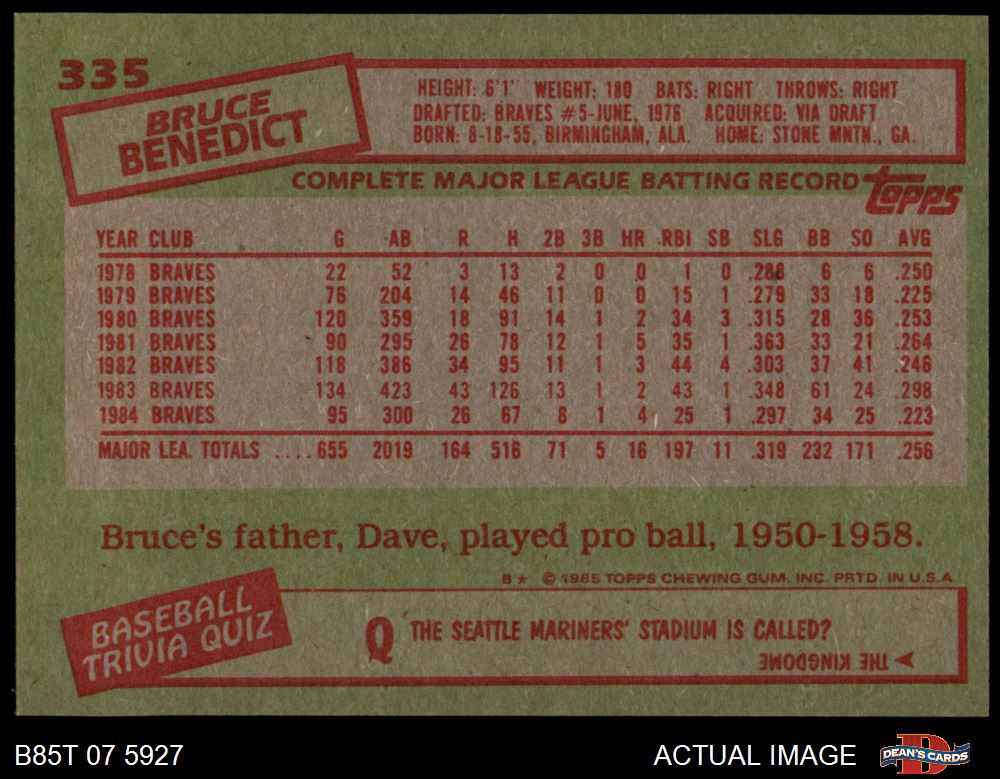 335
BRUCE
BENEDICT
HEIGHT: 6'1" WEIGHT: 180 BATS: RIGHT THROWS: RIGHT
DRAFTED: BRAVES #5-JUNE, 1976 ACQUIRED: VIA DRAFT
BORN: 8-18-55, BIRMINGHAM, ALA. HOME: STONE MNTN., GA.
COMPLETE MAJOR LEAGUE BATTING RECORD
topps
YEAR CLUB G AB R H 2B 3B HR RBI SB SLG BB SO AVG
1978 BRAVES 22 52 3 13 2 0 0 1 0 .288 6 6 .250
1979 BRAVES 76 204 14 46 11 0 0 15 1 .279 33 18 .225
1980 BRAVES 120 359 18 91 14 1 2 34 3 .315 28 36 .253
1981 BRAVES 90 295 26 78 12 1 5 35 1 .363 33 21 .264
1982 BRAVES 118 386 34 95 11 1 3 44 4 .303 37 41 .246
1983 BRAVES 134 423 43 126 13 1 2 43 1 .348 61 24 .298
1984 BRAVES 95 300 26 67 8 1 4 25 1 .297 34 25 .223
MAJOR LEA. TOTALS ....655 2019 164 516 71 5 16 197 11 .319 232 171 .256
Bruce's father, Dave, played pro ball, 1950-1958.
B* © 1985 TOPPS CHEWING GUM, INC. PRTD. IN U.S.A
BASEBALL
TRIVIA QUIZ
Q THE SEATTLE MARINERS' STADIUM IS CALLED?
THE KINGDOME
B85T 07 5927
ACTUAL IMAGE
D
DEAN'S CARDS